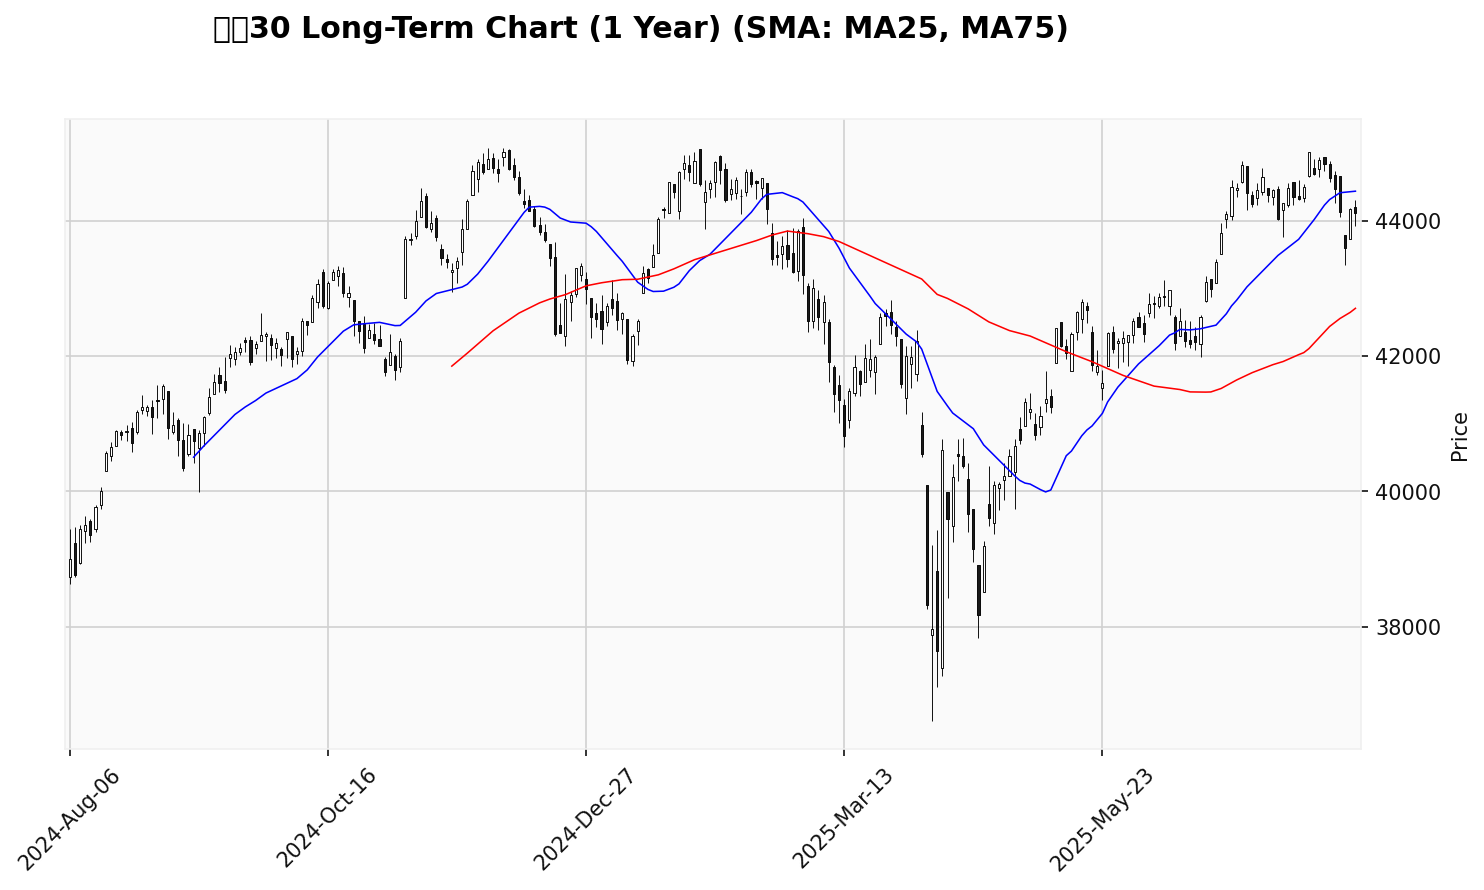 30 Long-Term Chart (1 Year) (SMA: MA25, MA75)
44000
42000
40000
38000
Price
2024-Aug-06
2024-Oct-16
2024-Dec-27
2025-Mar-13
2025-May-23